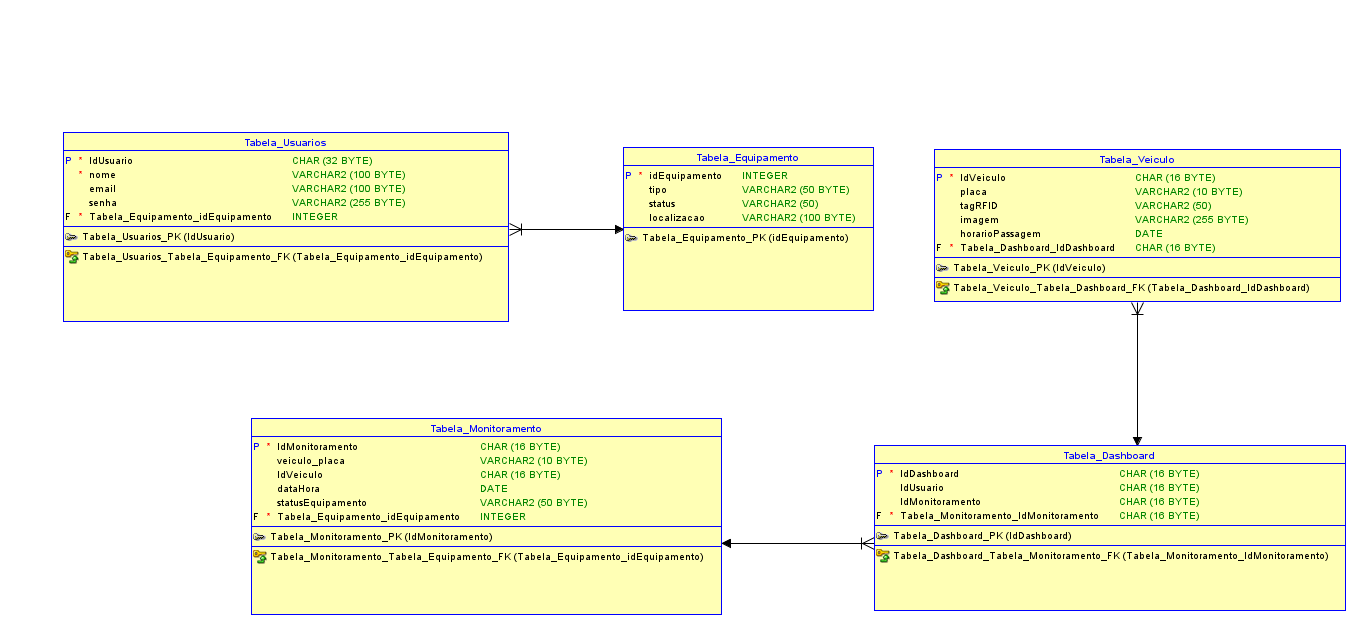 Tabela_Usuarios
P * IdUsuario CHAR (32 BYTE)
* nome VARCHAR2 (100 BYTE)
email VARCHAR2 (100 BYTE)
senha VARCHAR2 (255 BYTE)
F * Tabela_Equipamento_idEquipamento INTEGER
Tabela_Usuarios_PK (IdUsuario)
Tabela_Usuarios_Tabela_Equipamento_FK (Tabela_Equipamento_idEquipamento)
Tabela_Equipamento
P * idEquipamento INTEGER
tipo VARCHAR2 (50 BYTE)
status VARCHAR2 (50)
localizacao VARCHAR2 (100 BYTE)
Tabela_Equipamento_PK (idEquipamento)
Tabela_Veiculo
P * IdVeiculo CHAR (16 BYTE)
placa VARCHAR2 (10 BYTE)
tagRFID VARCHAR2 (50)
imagem VARCHAR2 (255 BYTE)
horarioPassagem DATE
F * Tabela_Dashboard_IdDashboard CHAR (16 BYTE)
Tabela_Veiculo_PK (IdVeiculo)
Tabela_Veiculo_Tabela_Dashboard_FK (Tabela_Dashboard_IdDashboard)
Tabela_Monitoramento
P * IdMonitoramento CHAR (16 BYTE)
veiculo_placa VARCHAR2 (10 BYTE)
IdVeiculo CHAR (16 BYTE)
dataHora DATE
statusEquipamento VARCHAR2 (50 BYTE)
F * Tabela_Equipamento_idEquipamento INTEGER
Tabela_Monitoramento_PK (IdMonitoramento)
Tabela_Monitoramento_Tabela_Equipamento_FK (Tabela_Equipamento_idEquipamento)
Tabela_Dashboard
P * IdDashboard CHAR (16 BYTE)
IdUsuario CHAR (16 BYTE)
IdMonitoramento CHAR (16 BYTE)
F * Tabela_Monitoramento_IdMonitoramento CHAR (16 BYTE)
Tabela_Dashboard_PK (IdDashboard)
Tabela_Dashboard_Tabela_Monitoramento_FK (Tabela_Monitoramento_IdMonitoramento)